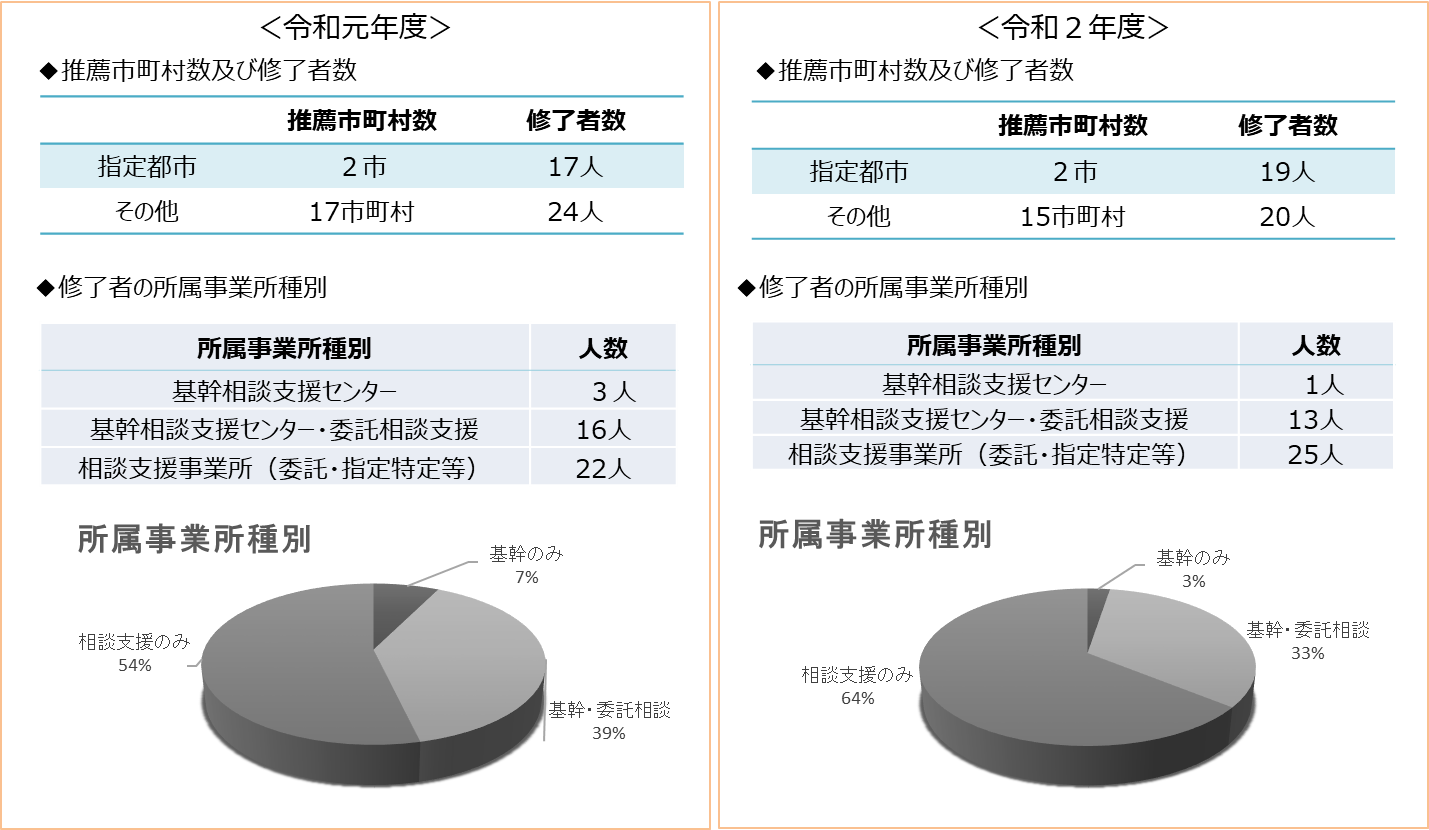 ＜令和元年度＞
◆推薦市町村数及び修了者数
推薦市町村数 修了者数
指定都市 ２市 17人
その他 17市町村 24人
◆修了者の所属事業所種別
所属事業所種別 人数
基幹相談支援センター ３人
基幹相談支援センター・委託相談支援 16人
相談支援事業所（委託・指定特定等） 22人
所属事業所種別
基幹のみ
7%
相談支援のみ
54%
基幹・委託相談
39%
＜令和２年度＞
◆推薦市町村数及び修了者数
推薦市町村数 修了者数
指定都市 ２市 19人
その他 15市町村 20人
◆修了者の所属事業所種別
所属事業所種別 人数
基幹相談支援センター 1人
基幹相談支援センター・委託相談支援 13人
相談支援事業所（委託・指定特定等） 25人
所属事業所種別
基幹のみ
3%
基幹・委託相談
33%
相談支援のみ
64%